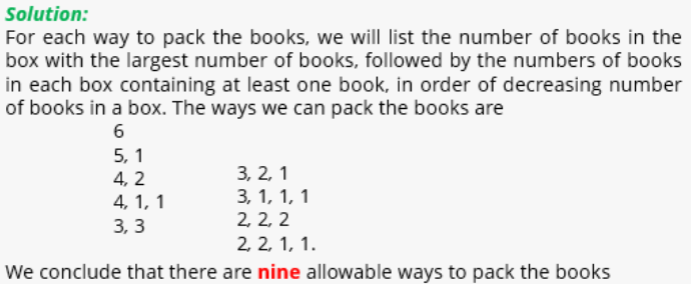 Solution:
For each way to pack the books, we will list the number of books in the
box with the largest number of books, followed by the numbers of books
in each box containing at least one book, in order of decreasing number
of books in a box. The ways we can pack the books are
6
5, 1
4, 2
4, 1, 1
3, 3
3, 2, 1
3, 1, 1, 1
2, 2, 2
2, 2, 1, 1.
We conclude that there are nine allowable ways to pack the books